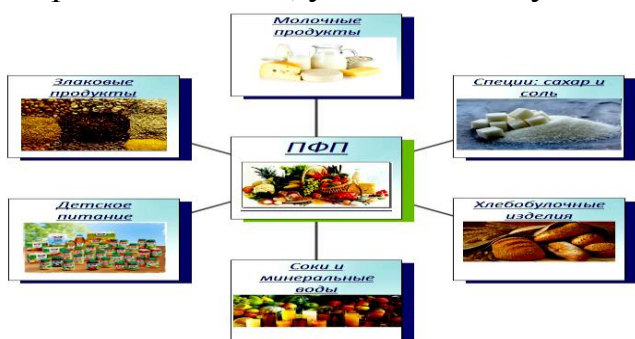 Молочные
продукты
Злаковые
продукты
Специи: сахар и
соль
ПФП
Детское
питание
Хлебобулочные
изделия
Соки и
минеральные
воды